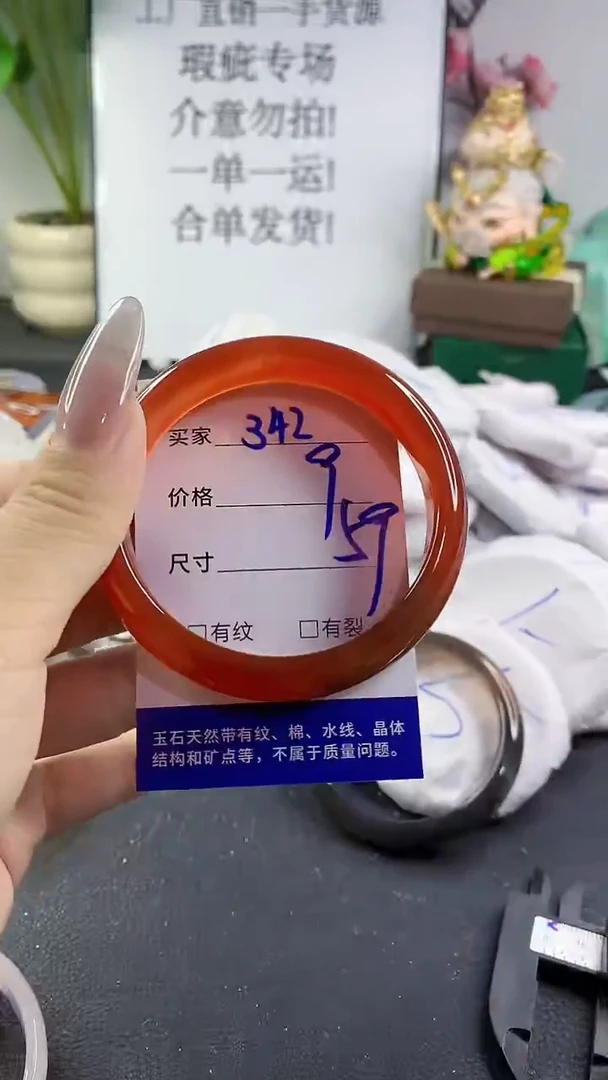 工厂直销一手货源
瑕疵专场
介意勿拍!
一单一运!
合单发货!
买家 342
价格 9
尺寸 59
□有纹 □有裂
玉石天然带有纹、棉、水线、晶体
结构和矿点等，不属于质量问题。